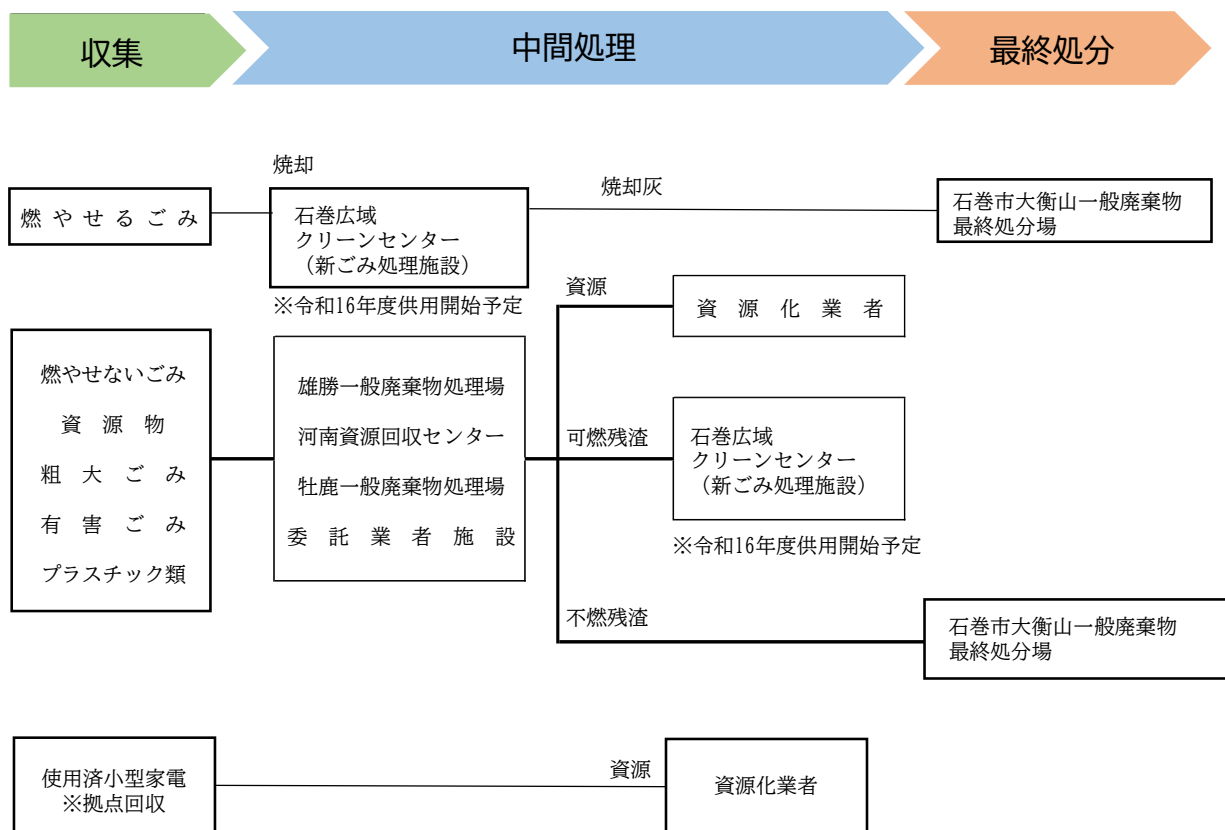 収集
中間処理
最終処分
焼却
燃やせるごみ
石巻広域
クリーンセンター
（新ごみ処理施設）
※令和16年度供用開始予定
焼却灰
石巻市大衡山一般廃棄物
最終処分場
燃やせないごみ
資源物
粗大ごみ
有害ごみ
プラスチック類
雄勝一般廃棄物処理場
河南資源回収センター
牡鹿一般廃棄物処理場
委託業者施設
資源
資源化業者
可燃残渣
石巻広域
クリーンセンター
（新ごみ処理施設）
※令和16年度供用開始予定
不燃残渣
石巻市大衡山一般廃棄物
最終処分場
使用済小型家電
※拠点回収
資源
資源化業者